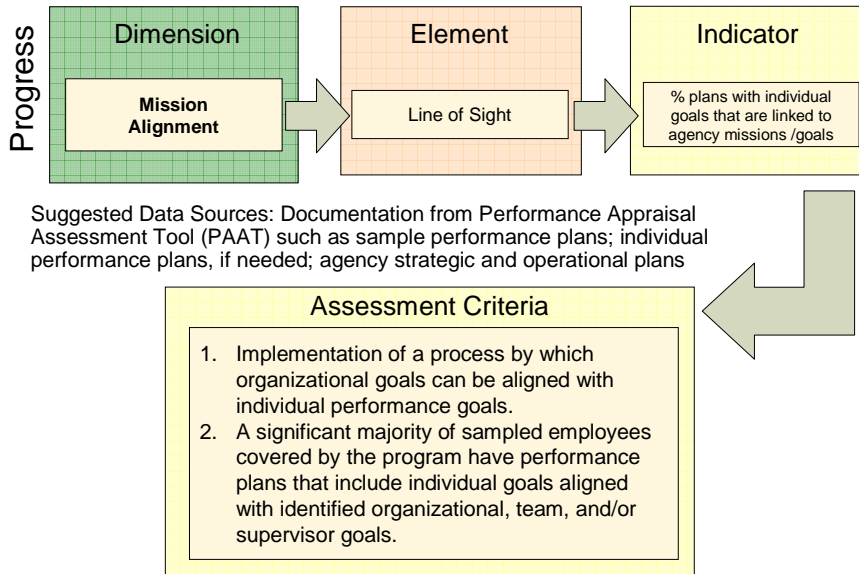 Progress
Dimension
Mission
Alignment
Element
Line of Sight
Indicator
% plans with individual
goals that are linked to
agency missions /goals
Suggested Data Sources: Documentation from Performance Appraisal
Assessment Tool (PAAT) such as sample performance plans; individual
performance plans, if needed; agency strategic and operational plans
Assessment Criteria
1. Implementation of a process by which
organizational goals can be aligned with
individual performance goals.
2. A significant majority of sampled employees
covered by the program have performance
plans that include individual goals aligned
with identified organizational, team, and/or
supervisor goals.